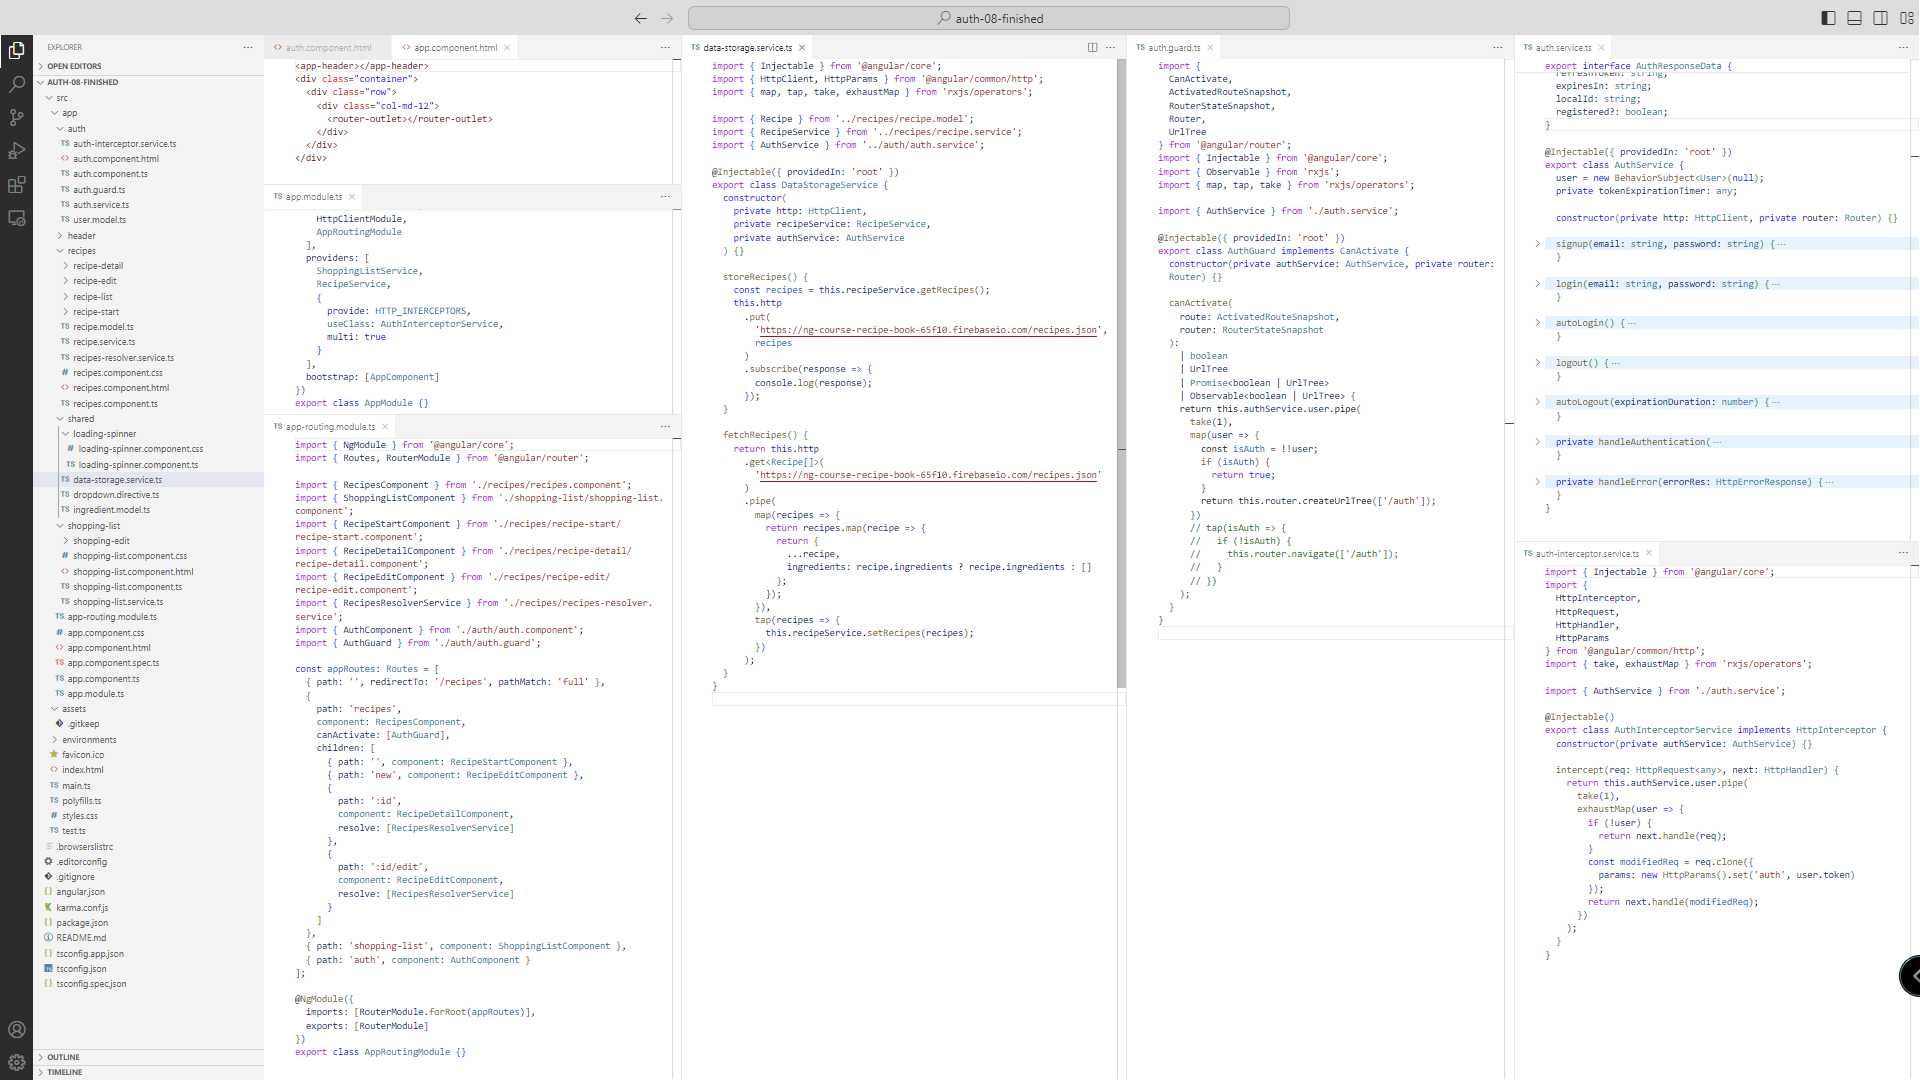 auth-08-finished
EXPLORER
OPEN EDITORS
AUTH-08-FINISHED
src
app
auth
TS auth-interceptor.service.ts
<> auth.component.html
TS auth.component.ts
TS auth.guard.ts
TS auth.service.ts
TS user.model.ts
header
recipes
recipe-detail
recipe-edit
recipe-list
recipe-start
TS recipe.model.ts
TS recipe.service.ts
TS recipes-resolver.service.ts
# recipes.component.css
<> recipes.component.html
TS recipes.component.ts
shared
loading-spinner
# loading-spinner.component.css
TS loading-spinner.component.ts
TS data-storage.service.ts
TS dropdown.directive.ts
TS ingredient.model.ts
shopping-list
shopping-edit
# shopping-list.component.css
<> shopping-list.component.html
TS shopping-list.component.ts
TS shopping-list.service.ts
TS app-routing.module.ts
# app.component.css
<> app.component.html
TS app.component.spec.ts
TS app.component.ts
TS app.module.ts
assets
.gitkeep
environments
favicon.ico
<> index.html
TS main.ts
TS polyfills.ts
# styles.css
TS test.ts
.browserslistrc
.editorconfig
.gitignore
{} angular.json
karma.conf.js
{} package.json
README.md
{} tsconfig.app.json
tsconfig.json
{} tsconfig.spec.json
OUTLINE
TIMELINE
<> auth.component.html
<> app.component.html
<app-header></app-header>
<div class="container">
<div class="row">
<div class="col-md-12">
<router-outlet></router-outlet>
</div>
</div>
</div>
TS app.module.ts
HttpClientModule,
AppRoutingModule
],
providers: [
ShoppingListService,
RecipeService,
{
provide: HTTP_INTERCEPTORS,
useClass: AuthInterceptorService,
multi: true
}
],
bootstrap: [AppComponent]
})
export class AppModule {}
TS app-routing.module.ts
import { NgModule } from '@angular/core';
import { Routes, RouterModule } from '@angular/router';
import { RecipesComponent } from './recipes/recipes.component';
import { ShoppingListComponent } from './shopping-list/shopping-list.
component';
import { RecipeStartComponent } from './recipes/recipe-start/
recipe-start.component';
import { RecipeDetailComponent } from './recipes/recipe-detail/
recipe-detail.component';
import { RecipeEditComponent } from './recipes/recipe-edit/
recipe-edit.component';
import { RecipesResolverService } from './recipes/recipes-resolver.
service';
import { AuthComponent } from './auth/auth.component';
import { AuthGuard } from './auth/auth.guard';
const appRoutes: Routes = [
{ path: '', redirectTo: '/recipes', pathMatch: 'full' },
{
path: 'recipes',
component: RecipesComponent,
canActivate: [AuthGuard],
children: [
{ path: '', component: RecipeStartComponent },
{ path: 'new', component: RecipeEditComponent },
{
path: ':id',
component: RecipeDetailComponent,
resolve: [RecipesResolverService]
},
{
path: ':id/edit',
component: RecipeEditComponent,
resolve: [RecipesResolverService]
}
]
},
{ path: 'shopping-list', component: ShoppingListComponent },
{ path: 'auth', component: AuthComponent }
];
@NgModule({
imports: [RouterModule.forRoot(appRoutes)],
exports: [RouterModule]
})
export class AppRoutingModule {}
TS data-storage.service.ts
import { Injectable } from '@angular/core';
import { HttpClient, HttpParams } from '@angular/common/http';
import { map, tap, take, exhaustMap } from 'rxjs/operators';
import { Recipe } from '../recipes/recipe.model';
import { RecipeService } from '../recipes/recipe.service';
import { AuthService } from '../auth/auth.service';
@Injectable({ providedIn: 'root' })
export class DataStorageService {
constructor(
private http: HttpClient,
private recipeService: RecipeService,
private authService: AuthService
) {}
storeRecipes() {
const recipes = this.recipeService.getRecipes();
this.http
.put(
'https://ng-course-recipe-book-65f10.firebaseio.com/recipes.json',
recipes
)
.subscribe(response => {
console.log(response);
});
}
fetchRecipes() {
return this.http
.get<Recipe[]>(
'https://ng-course-recipe-book-65f10.firebaseio.com/recipes.json'
)
.pipe(
map(recipes => {
return recipes.map(recipe => {
return {
...recipe,
ingredients: recipe.ingredients ? recipe.ingredients : []
};
});
}),
tap(recipes => {
this.recipeService.setRecipes(recipes);
})
);
}
}
TS auth.guard.ts
import {
CanActivate,
ActivatedRouteSnapshot,
RouterStateSnapshot,
Router,
UrlTree
} from '@angular/router';
import { Injectable } from '@angular/core';
import { Observable } from 'rxjs';
import { map, tap, take } from 'rxjs/operators';
import { AuthService } from './auth.service';
@Injectable({ providedIn: 'root' })
export class AuthGuard implements CanActivate {
constructor(private authService: AuthService, private router:
Router) {}
canActivate(
route: ActivatedRouteSnapshot,
router: RouterStateSnapshot
):
| boolean
| UrlTree
| Promise<boolean | UrlTree>
| Observable<boolean | UrlTree> {
return this.authService.user.pipe(
take(1),
map(user => {
const isAuth = !!user;
if (isAuth) {
return true;
}
return this.router.createUrlTree(['/auth']);
})
// tap(isAuth => {
// if (!isAuth) {
// this.router.navigate(['/auth']);
// }
// })
);
}
}
TS auth.service.ts
export interface AuthResponseData {
refreshToken: string;
expiresIn: string;
localId: string;
registered?: boolean;
}
@Injectable({ providedIn: 'root' })
export class AuthService {
user = new BehaviorSubject<User>(null);
private tokenExpirationTimer: any;
constructor(private http: HttpClient, private router: Router) {}
signup(email: string, password: string) {···
}
login(email: string, password: string) {···
}
autoLogin() {···
}
logout() {···
}
autoLogout(expirationDuration: number) {···
}
private handleAuthentication(···
}
private handleError(errorRes: HttpErrorResponse) {···
}
}
TS auth-interceptor.service.ts
import { Injectable } from '@angular/core';
import {
HttpInterceptor,
HttpRequest,
HttpHandler,
HttpParams
} from '@angular/common/http';
import { take, exhaustMap } from 'rxjs/operators';
import { AuthService } from './auth.service';
@Injectable()
export class AuthInterceptorService implements HttpInterceptor {
constructor(private authService: AuthService) {}
intercept(req: HttpRequest<any>, next: HttpHandler) {
return this.authService.user.pipe(
take(1),
exhaustMap(user => {
if (!user) {
return next.handle(req);
}
const modifiedReq = req.clone({
params: new HttpParams().set('auth', user.token)
});
return next.handle(modifiedReq);
})
);
}
}